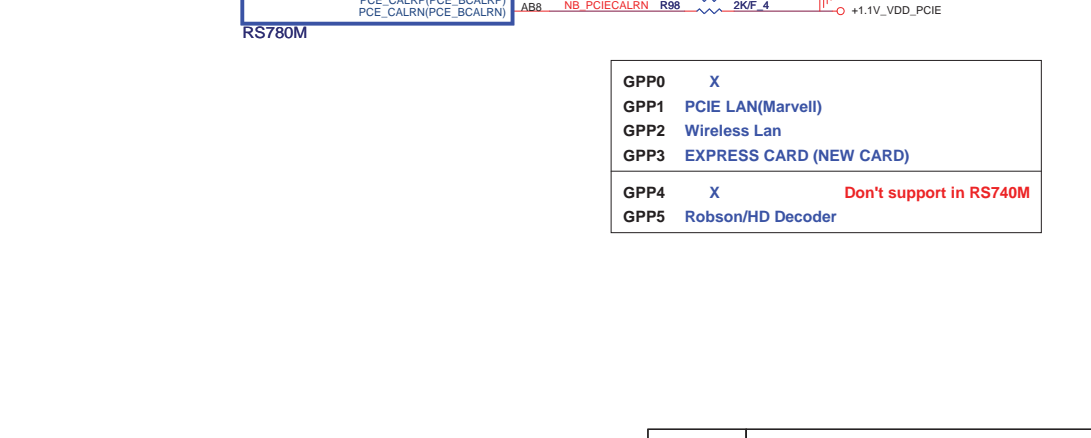 PCE_CALRP(PCE_BCALRP)
PCE_CALRN(PCE_BCALRN) AB8 NB_PCIECALRN R98 2K/F_4 +1.1V_VDD_PCIE
RS780M
GPP0 X
GPP1 PCIE LAN(Marvell)
GPP2 Wireless Lan
GPP3 EXPRESS CARD (NEW CARD)
GPP4 X Don't support in RS740M
GPP5 Robson/HD Decoder